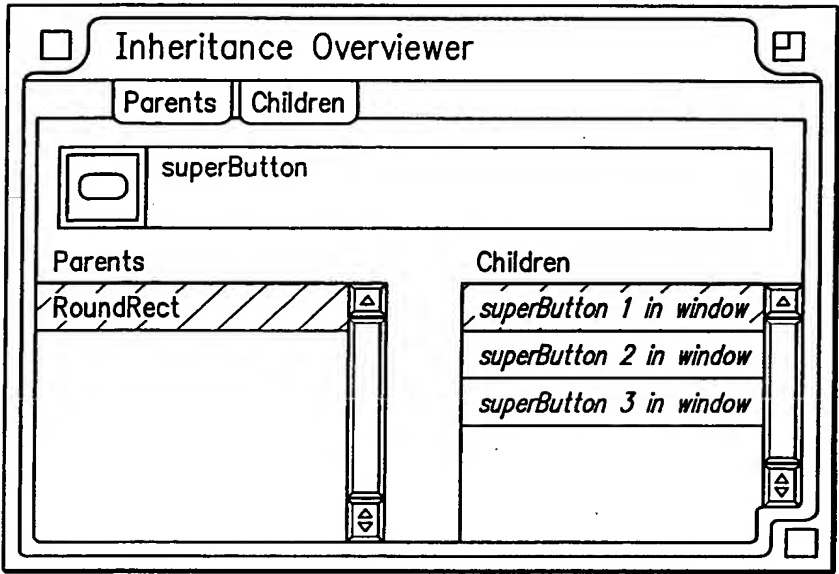 Inheritance Overviewer
Parents Children
superButton
Parents
RoundRect
Children
superButton 1 in window
superButton 2 in window
superButton 3 in window